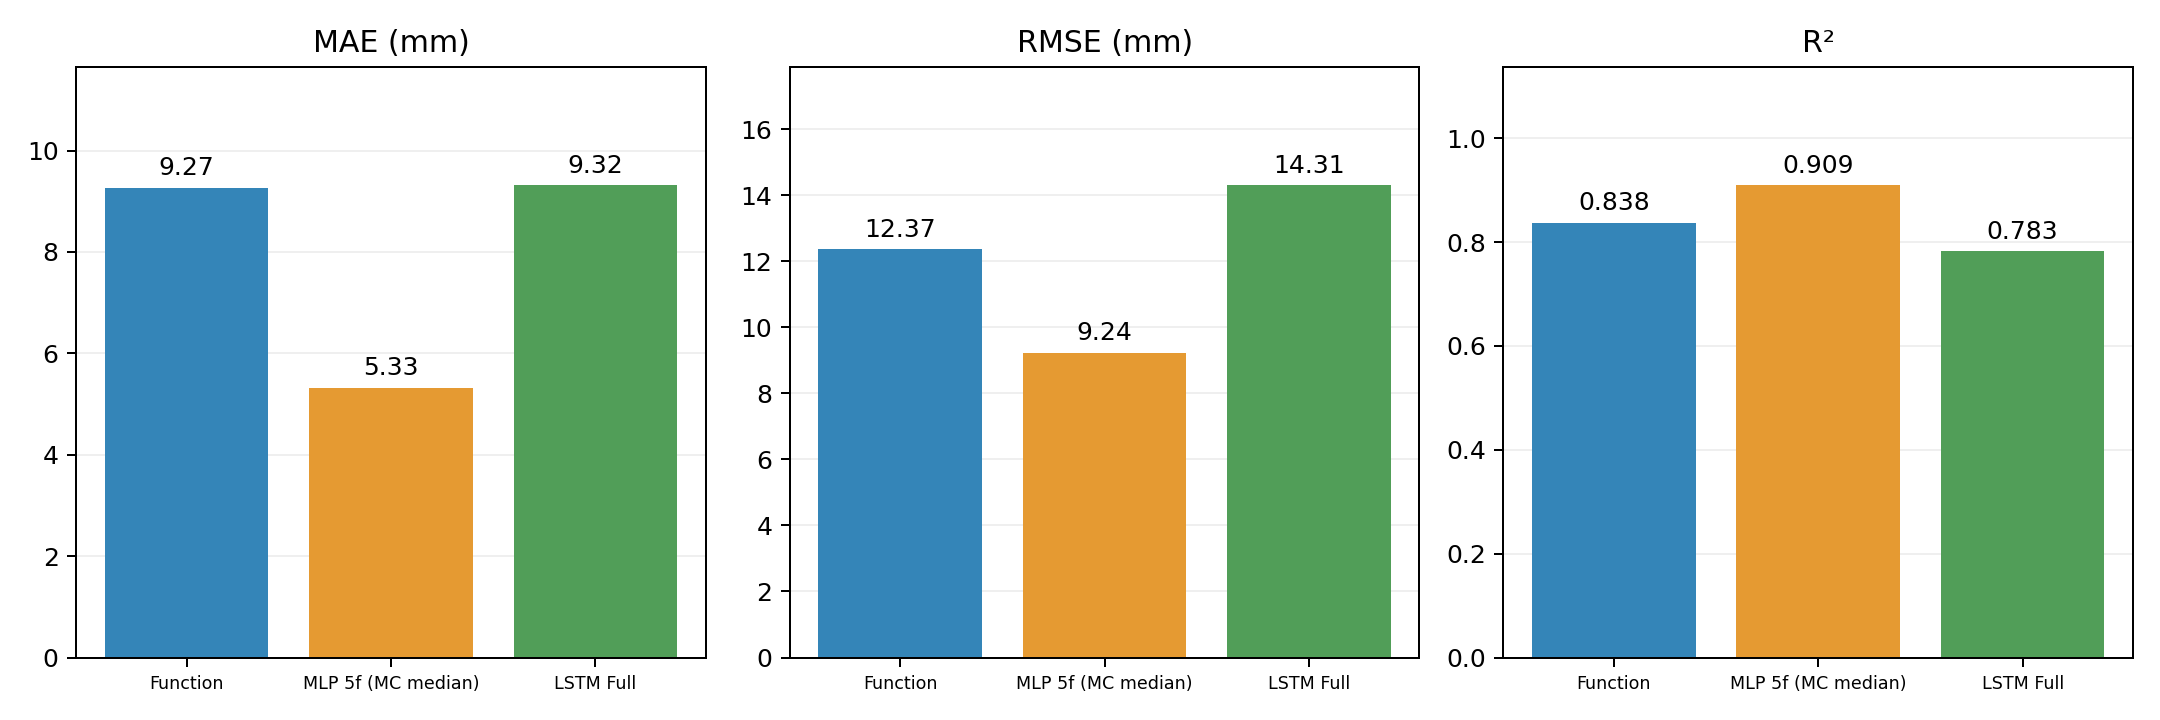 MAE (mm)
10
8
6
4
2
0
9.27
5.33
9.32
Function
MLP 5f (MC median)
LSTM Full
RMSE (mm)
16
14
12
10
8
6
4
2
0
12.37
9.24
14.31
Function
MLP 5f (MC median)
LSTM Full
R²
1.0
0.8
0.6
0.4
0.2
0.0
0.838
0.909
0.783
Function
MLP 5f (MC median)
LSTM Full